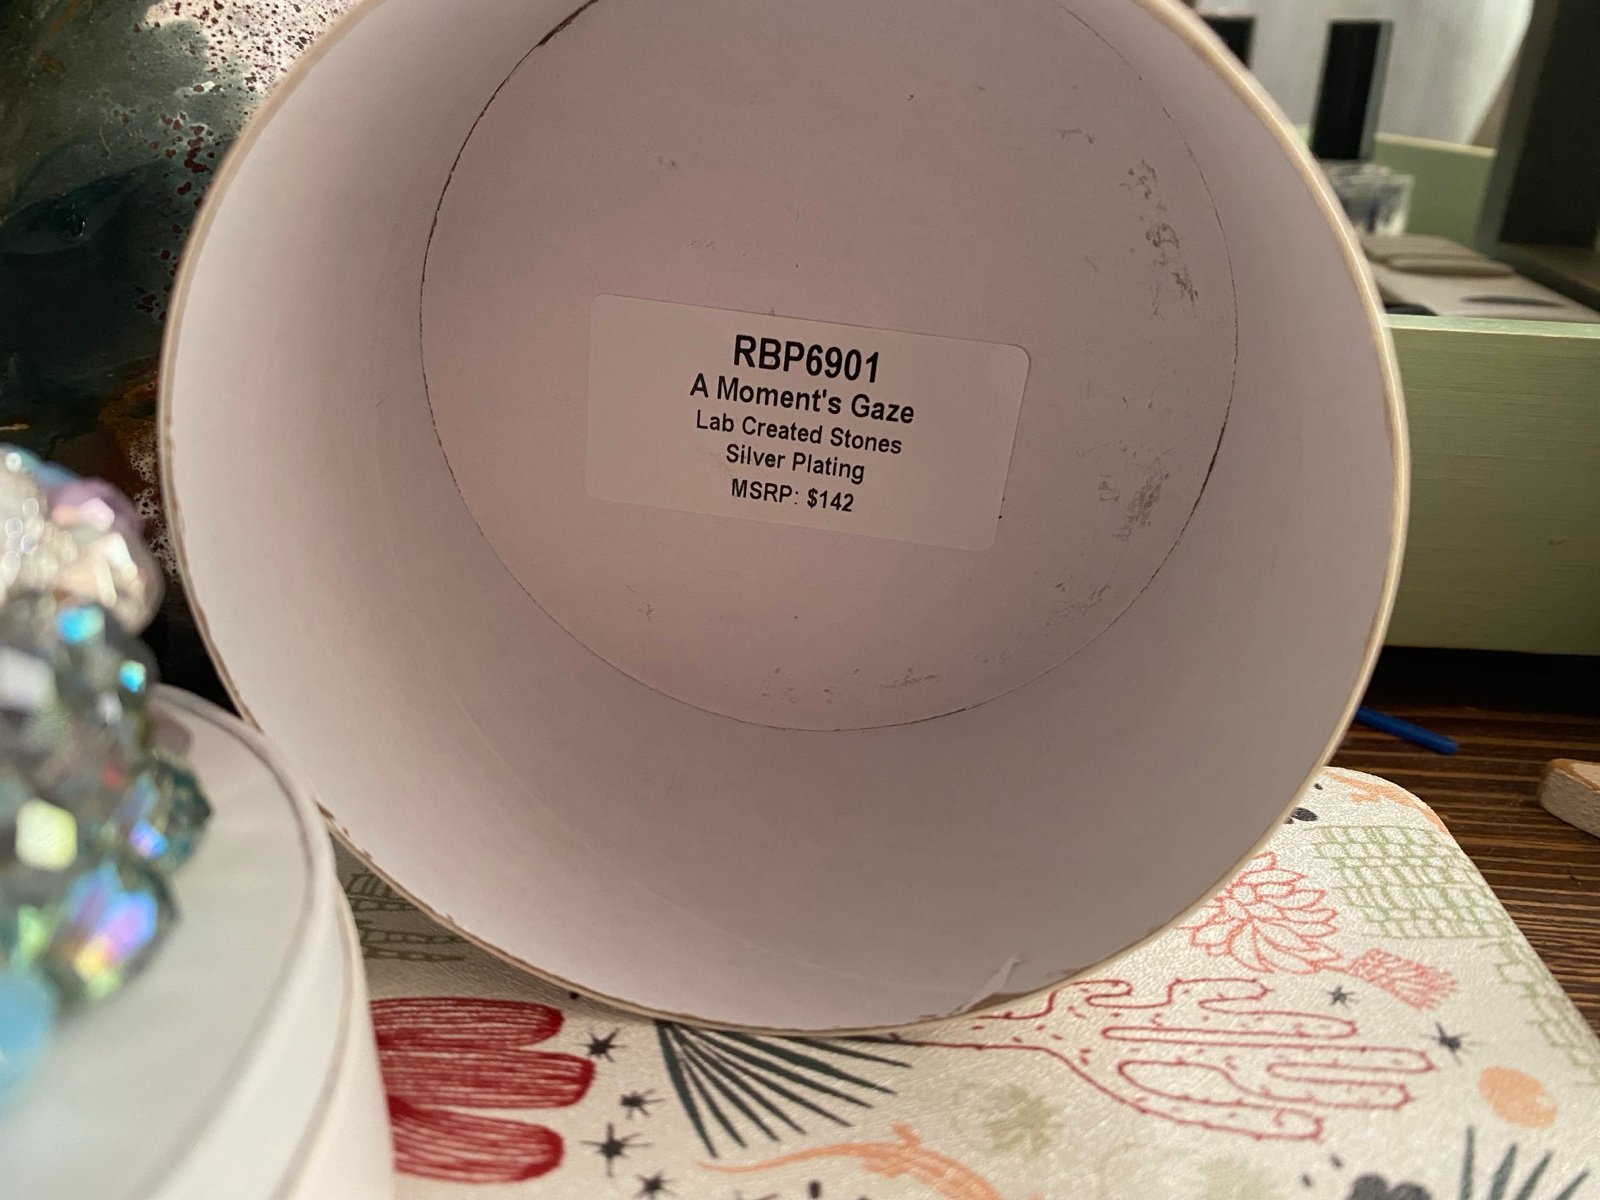 RBP6901
A Moment's Gaze
Lab Created Stones
Silver Plating
MSRP: $142